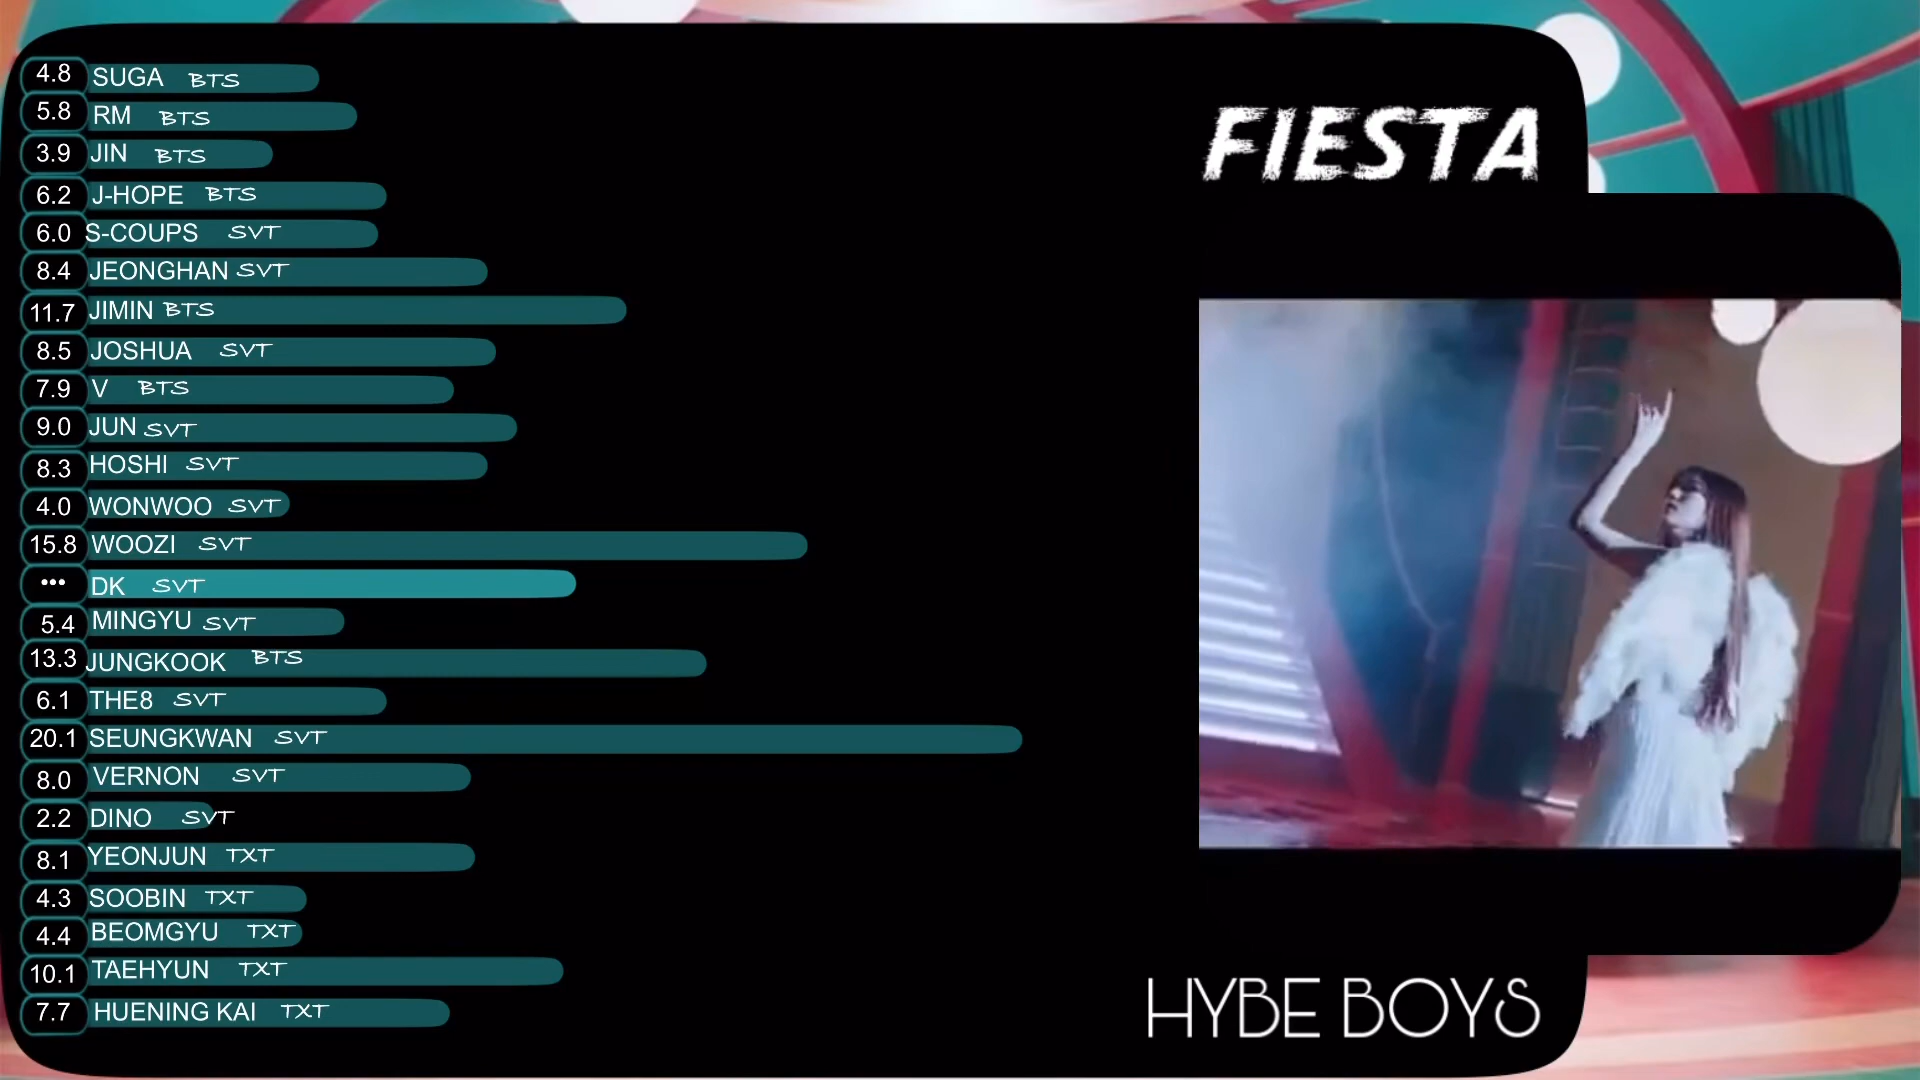 4.8 SUGA BTS
5.8 RM BTS
3.9 JIN BTS
6.2 J-HOPE BTS
6.0 S-COUPS SVT
8.4 JEONGHAN SVT
11.7 JIMIN BTS
8.5 JOSHUA SVT
7.9 V BTS
9.0 JUN SVT
8.3 HOSHI SVT
4.0 WONWOO SVT
15.8 WOOZI SVT
••• DK SVT
5.4 MINGYU SVT
13.3 JUNGKOOK BTS
6.1 THE8 SVT
20.1 SEUNGKWAN SVT
8.0 VERNON SVT
2.2 DINO SVT
8.1 YEONJUN TXT
4.3 SOOBIN TXT
4.4 BEOMGYU TXT
10.1 TAEHYUN TXT
7.7 HUENING KAI TXT
FIESTA
HYBE BOYS